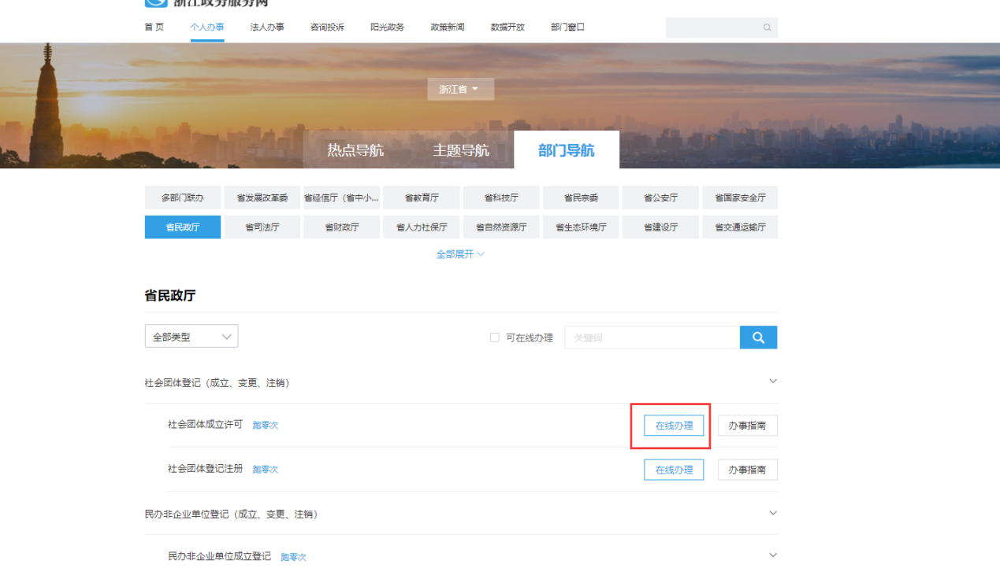 浙江政务服务网
首 页 个人办事 法人办事 咨询投诉 阳光政务 政策新闻 数据开放 部门窗口
浙江省
热点导航 主题导航 部门导航
多部门联办 省发展改革委 省经信厅（省中小... 省教育厅 省科技厅 省民宗委 省公安厅 省国家安全厅
省民政厅 省司法厅 省财政厅 省人力社保厅 省自然资源厅 省生态环境厅 省建设厅 省交通运输厅
全部展开
省民政厅
全部类型 可在线办理 关键词
社会团体登记（成立、变更、注销）
社会团体成立许可 跑零次 在线办理 办事指南
社会团体登记注册 跑零次 在线办理 办事指南
民办非企业单位登记（成立、变更、注销）
民办非企业单位成立登记 跑零次